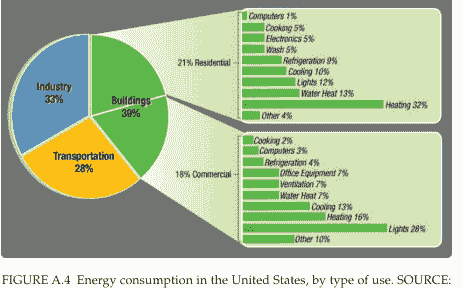 Industry
33%
Buildings
39%
Transportation
28%
21% Residential
Computers 1%
Cooking 5%
Electronics 5%
Wash 5%
Refrigeration 9%
Cooling 10%
Lights 12%
Water Heat 13%
Heating 32%
Other 4%
18% Commercial
Cooking 2%
Computers 3%
Refrigeration 4%
Office Equipment 7%
Ventilation 7%
Water Heat 7%
Cooling 13%
Heating 16%
Lights 28%
Other 10%
FIGURE A.4 Energy consumption in the United States, by type of use. SOURCE: